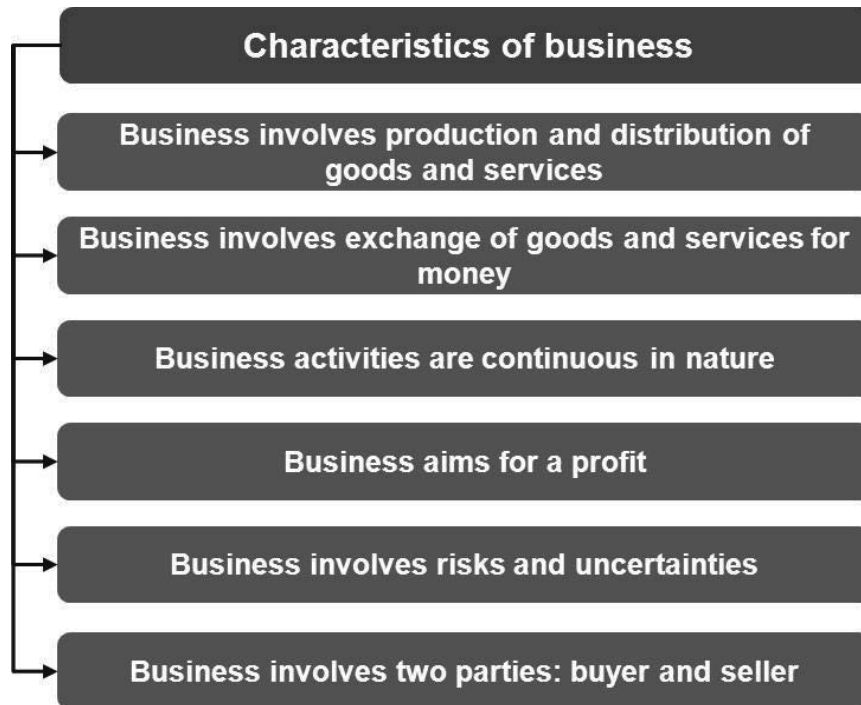 Characteristics of business
Business involves production and distribution of
goods and services
Business involves exchange of goods and services for
money
Business activities are continuous in nature
Business aims for a profit
Business involves risks and uncertainties
Business involves two parties: buyer and seller